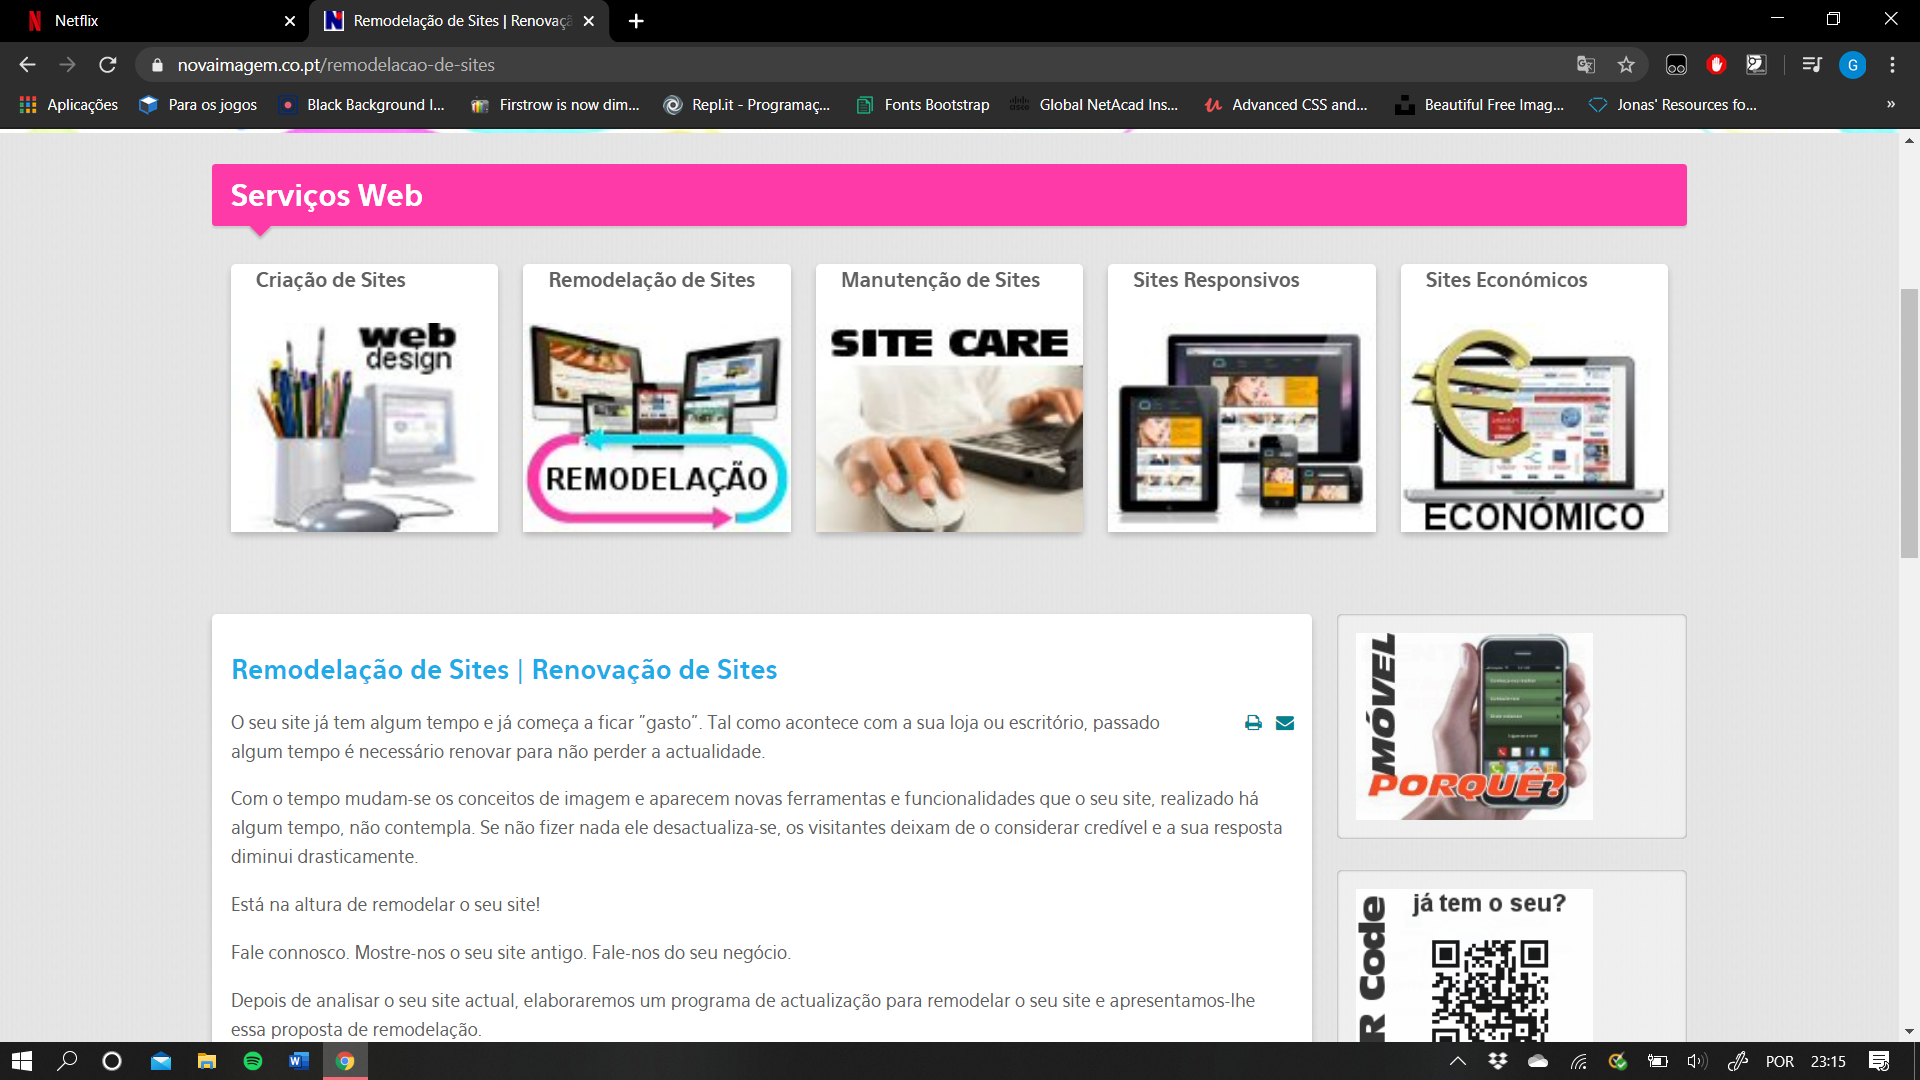 Netflix
Remodelação de Sites | Renovaçã
novaimagem.co.pt/remodelacao-de-sites
G
Aplicações
Para os jogos
Black Background I...
Firstrow is now dim...
Repl.it - Programaç...
Fonts Bootstrap
Global NetAcad Ins...
Advanced CSS and...
Beautiful Free Imag...
Jonas' Resources fo...
»
Serviços Web
Criação de Sites
Remodelação de Sites
Manutenção de Sites
Sites Responsivos
Sites Económicos
web
design
REMODELAÇÃO
SITE CARE
ECONÓMICO
Remodelação de Sites | Renovação de Sites
O seu site já tem algum tempo e já começa a ficar "gasto". Tal como acontece com a sua loja ou escritório, passado
algum tempo é necessário renovar para não perder a actualidade.
Com o tempo mudam-se os conceitos de imagem e aparecem novas ferramentas e funcionalidades que o seu site, realizado há
algum tempo, não contempla. Se não fizer nada ele desactualiza-se, os visitantes deixam de o considerar credível e a sua resposta
diminui drasticamente.
Está na altura de remodelar o seu site!
Fale connosco. Mostre-nos o seu site antigo. Fale-nos do seu negócio.
Depois de analisar o seu site actual, elaboraremos um programa de actualização para remodelar o seu site e apresentamos-lhe
essa proposta de remodelação.
MÓVEL
PORQUÊ?
já tem o seu?
R Code
POR
23:15